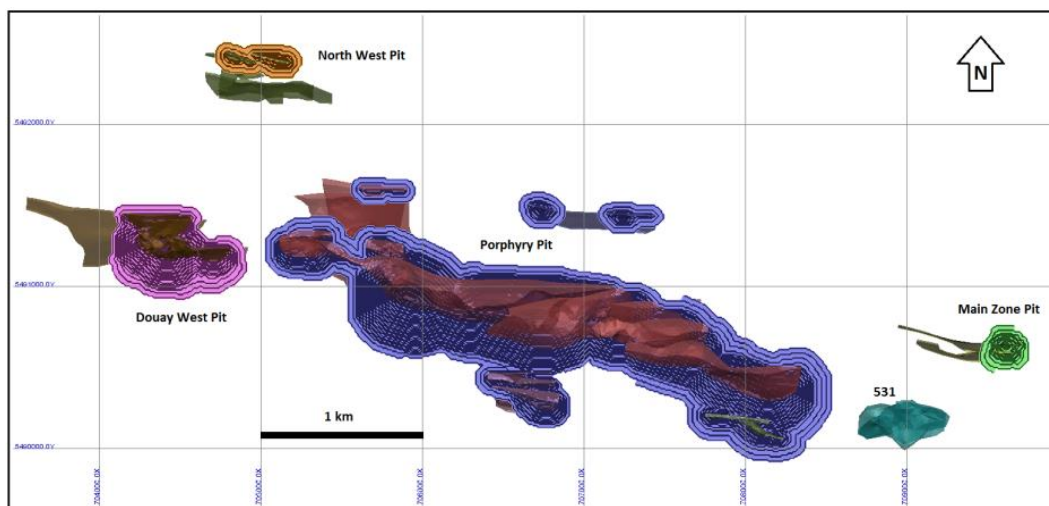 North West Pit
N
5492000.0Y
Porphyry Pit
5491000.0Y
Douay West Pit
Main Zone Pit
531
1 km
5490000.0Y
704000.0X
705000.0X
706000.0X
707000.0X
708000.0X
709000.0X